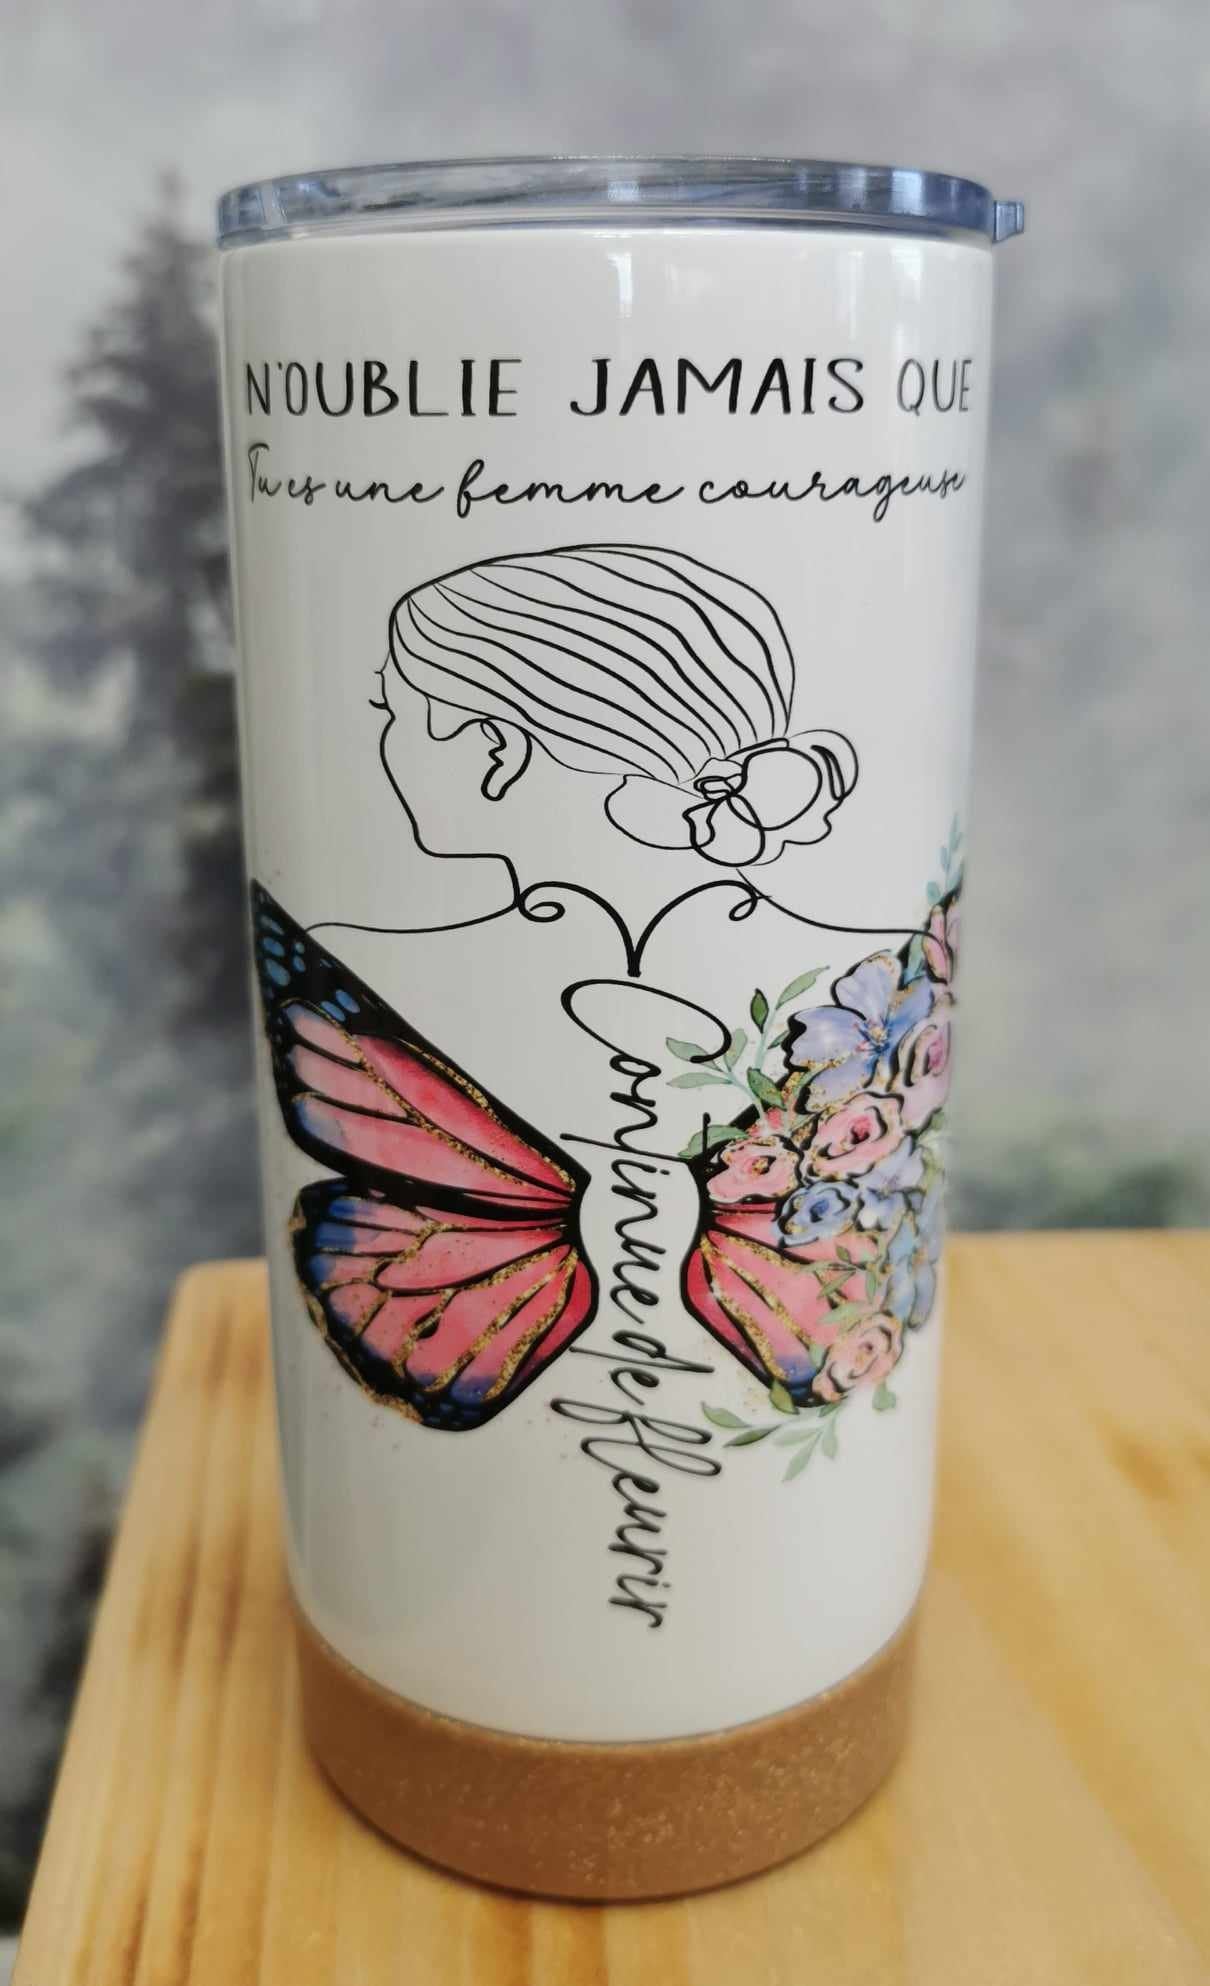 N'OUBLIE JAMAIS QUE
Tu es une femme courageuse
Continue de fleurir